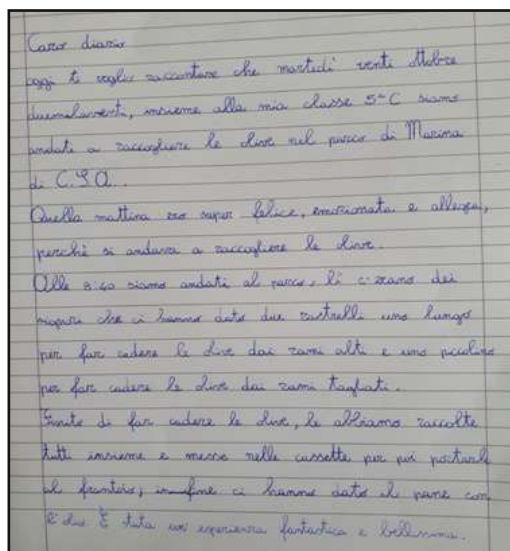 Caro diario
oggi ti voglio raccontare che martedì venti Ottobre
duemilaventi, insieme alla mia classe 5^C siamo
andati a raccogliere le olive nel parco di Marina
di C.S.A..
Quella mattina ero super felice, emozionata e allegra,
perchè si andava a raccogliere le olive.
Alle 8:40 siamo andati al parco, li c'erano dei
signori che ci hanno dato due rastrelli uno lungo
per far cadere le olive dai rami alti e uno piccolino
per far cadere le olive dai rami tagliati.
Finito di far cadere le olive, le abbiamo raccolte
tutti insieme e messo nelle cassette per poi portarle
al frantoio; infine ci hanno dato il pane con
l'olio È stata un'esperienza fantastica e bellissima.